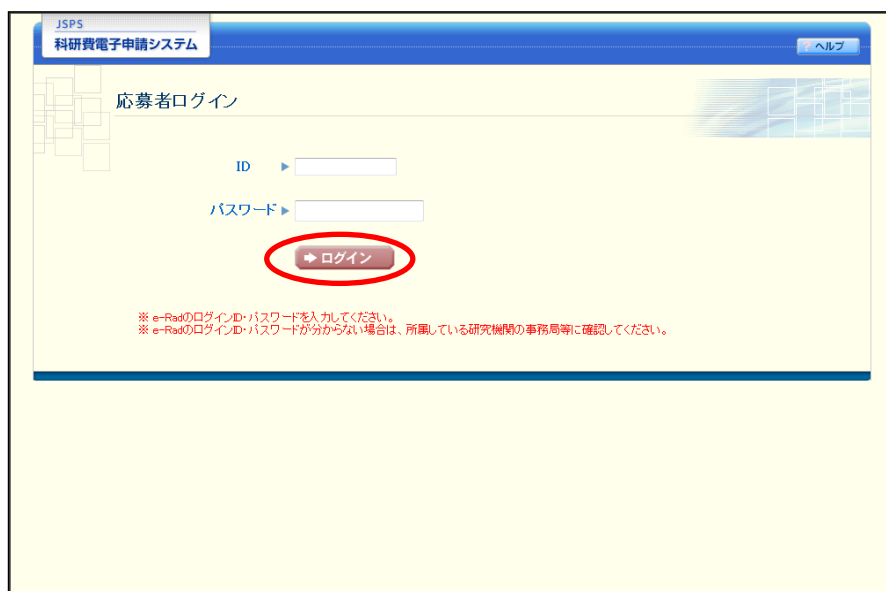 JSPS
科研費電子申請システム
? ヘルプ
応募者ログイン
ID
パスワード
ログイン
※ e-RadのログインID・パスワードを入力してください。
※ e-RadのログインID・パスワードが分からない場合は、所属している研究機関の事務局等に確認してください。